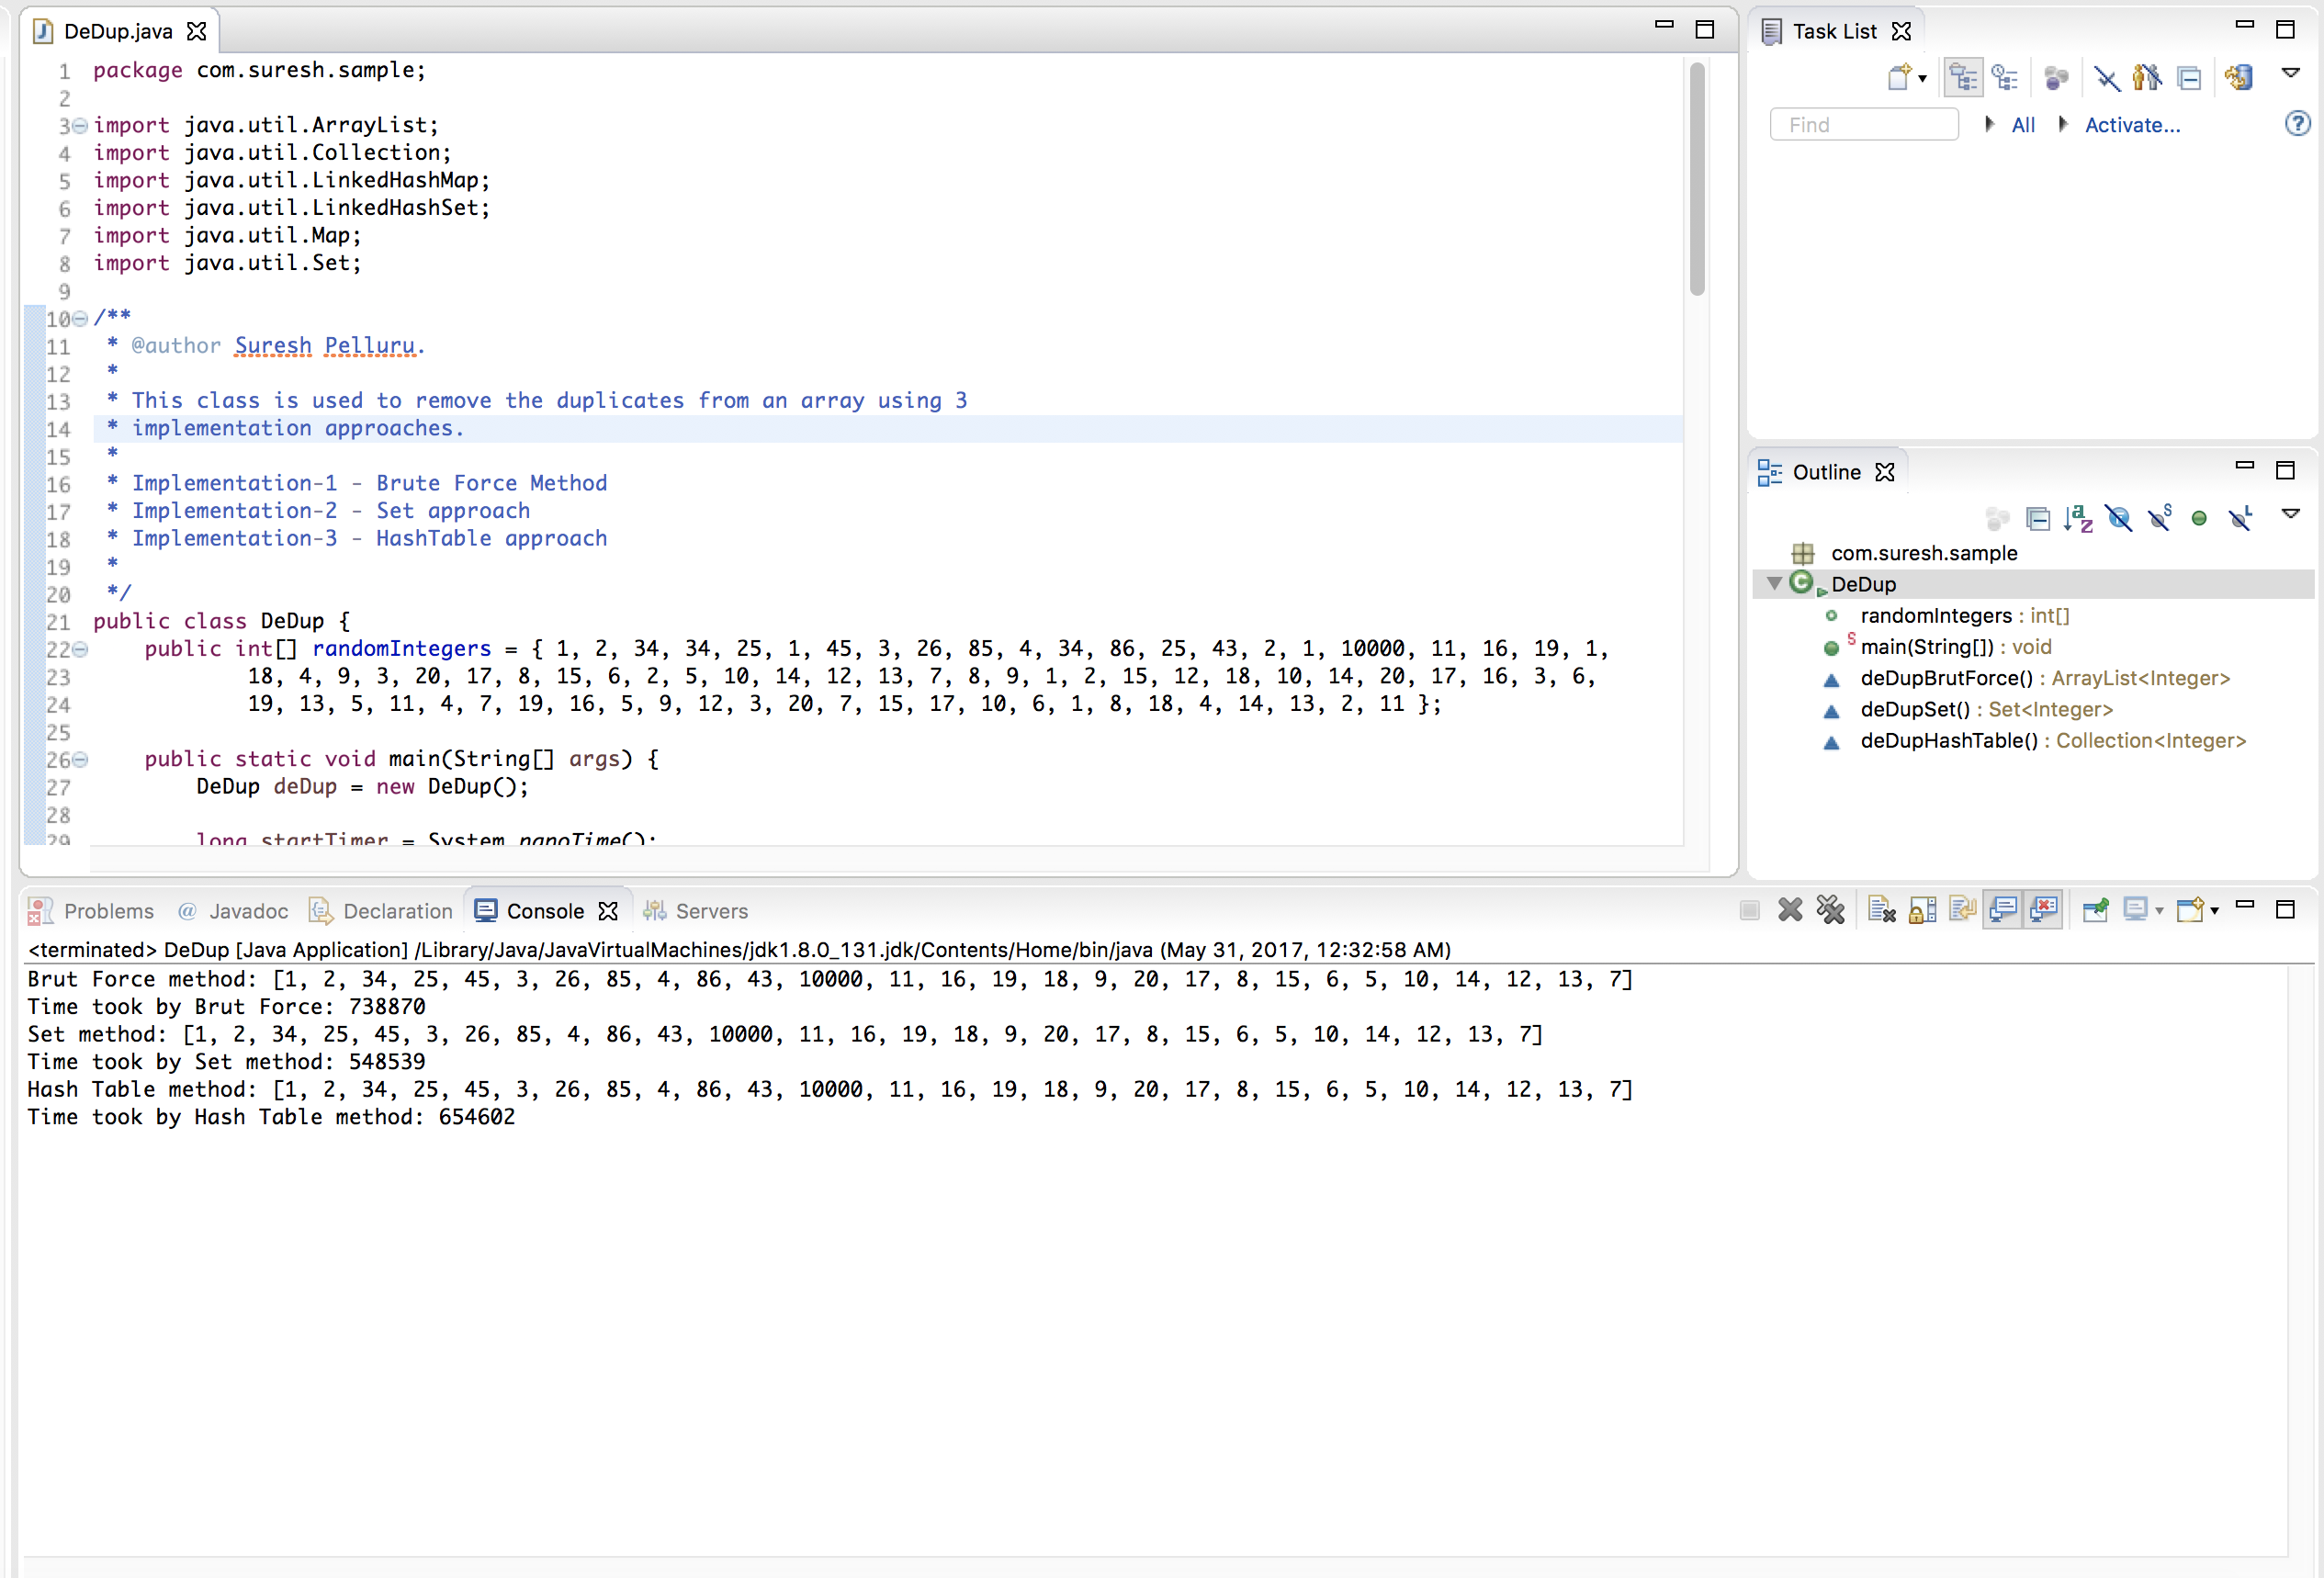 DeDup.java
1 package com.suresh.sample;
2
3 import java.util.ArrayList;
4 import java.util.Collection;
5 import java.util.LinkedHashMap;
6 import java.util.LinkedHashSet;
7 import java.util.Map;
8 import java.util.Set;
9
10 /**
11 * @author Suresh Pelluru.
12 *
13 * This class is used to remove the duplicates from an array using 3
14 * implementation approaches.
15 *
16 * Implementation-1 - Brute Force Method
17 * Implementation-2 - Set approach
18 * Implementation-3 - HashTable approach
19 *
20 */
21 public class DeDup {
22 public int[] randomIntegers = { 1, 2, 34, 34, 25, 1, 45, 3, 26, 85, 4, 34, 86, 25, 43, 2, 1, 10000, 11, 16, 19, 1,
23 18, 4, 9, 3, 20, 17, 8, 15, 6, 2, 5, 10, 14, 12, 13, 7, 8, 9, 1, 2, 15, 12, 18, 10, 14, 20, 17, 16, 3, 6,
24 19, 13, 5, 11, 4, 7, 19, 16, 5, 9, 12, 3, 20, 7, 15, 17, 10, 6, 1, 8, 18, 4, 14, 13, 2, 11 };
25
26 public static void main(String[] args) {
27 DeDup deDup = new DeDup();
28
29 long startTimer = System.nanoTime();
Task List
Find All Activate...
Outline
com.suresh.sample
DeDup
randomIntegers : int[]
S main(String[]) : void
deDupBrutForce() : ArrayList<Integer>
deDupSet() : Set<Integer>
deDupHashTable() : Collection<Integer>
Problems @ Javadoc Declaration Console Servers
<terminated> DeDup [Java Application] /Library/Java/JavaVirtualMachines/jdk1.8.0_131.jdk/Contents/Home/bin/java (May 31, 2017, 12:32:58 AM)
Brut Force method: [1, 2, 34, 25, 45, 3, 26, 85, 4, 86, 43, 10000, 11, 16, 19, 18, 9, 20, 17, 8, 15, 6, 5, 10, 14, 12, 13, 7]
Time took by Brut Force: 738870
Set method: [1, 2, 34, 25, 45, 3, 26, 85, 4, 86, 43, 10000, 11, 16, 19, 18, 9, 20, 17, 8, 15, 6, 5, 10, 14, 12, 13, 7]
Time took by Set method: 548539
Hash Table method: [1, 2, 34, 25, 45, 3, 26, 85, 4, 86, 43, 10000, 11, 16, 19, 18, 9, 20, 17, 8, 15, 6, 5, 10, 14, 12, 13, 7]
Time took by Hash Table method: 654602